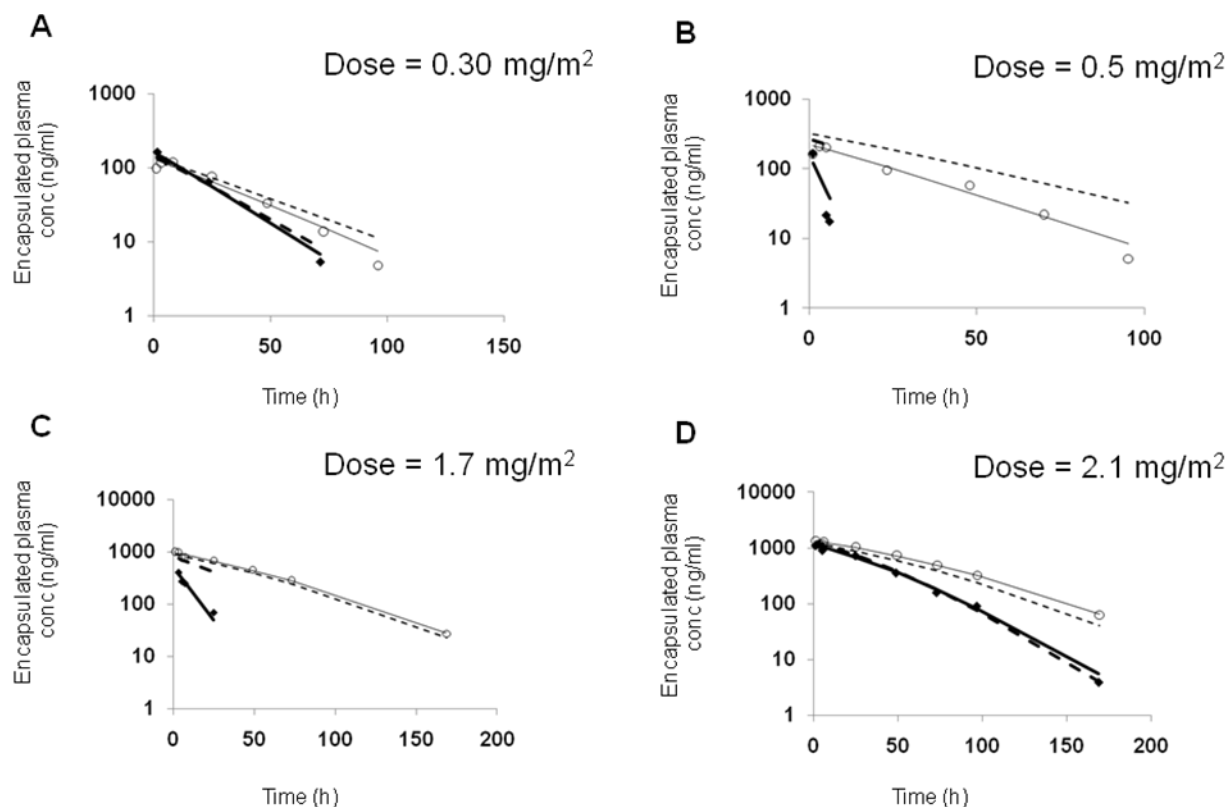 A
Dose = 0.30 mg/m²
Encapsulated plasma
conc (ng/ml)
1000
100
10
1
0
50
100
150
Time (h)
B
Dose = 0.5 mg/m²
Encapsulated plasma
conc (ng/ml)
1000
100
10
1
0
50
100
Time (h)
C
Dose = 1.7 mg/m²
Encapsulated plasma
conc (ng/ml)
10000
1000
100
10
1
0
50
100
150
200
Time (h)
D
Dose = 2.1 mg/m²
Encapsulated plasma
conc (ng/ml)
10000
1000
100
10
1
0
50
100
150
200
Time (h)